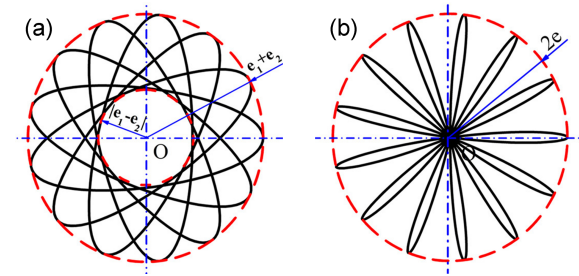 (a)
e₁+e₂
|e₁-e₂|
O
(b)
2e
O